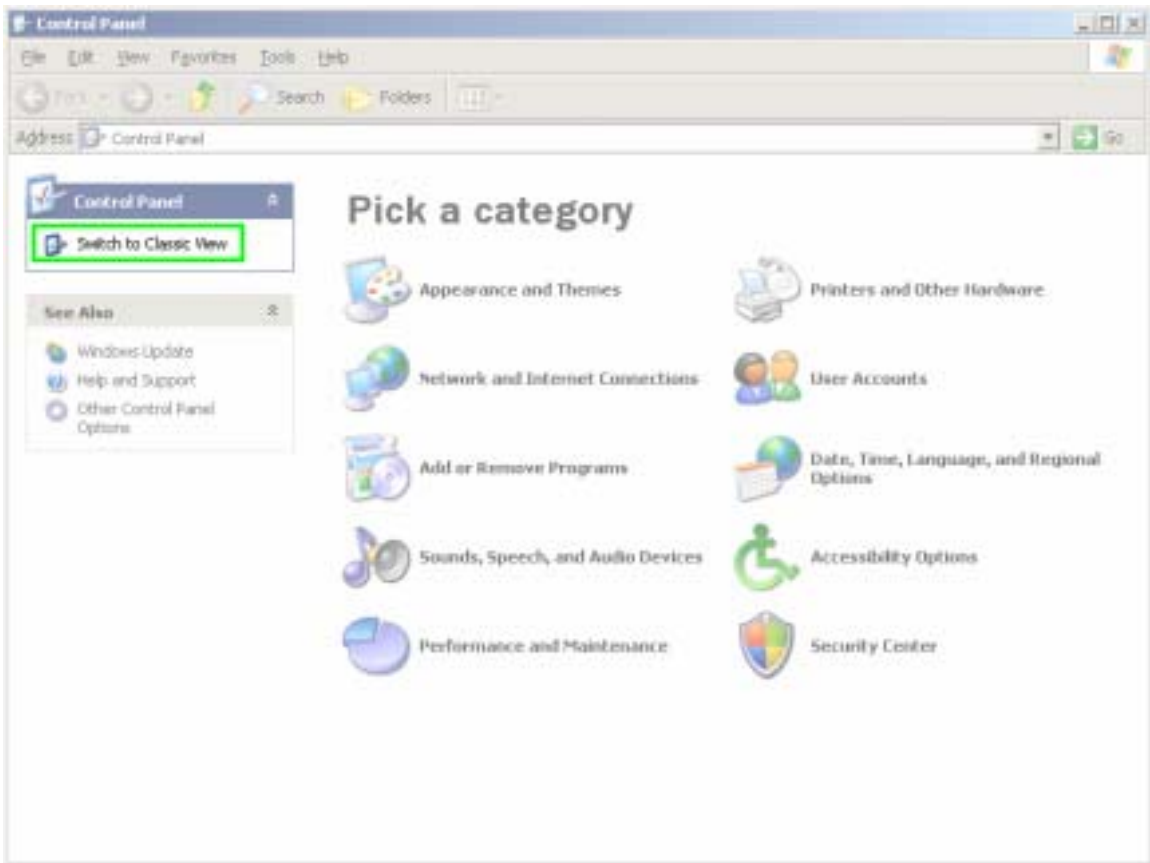 Control Panel
File Edit View Favorites Tools Help
Search Folders
Address Control Panel Go
Control Panel
Switch to Classic View
See Also
Windows Update
Help and Support
Other Control Panel
Options
Pick a category
Appearance and Themes
Printers and Other Hardware
Network and Internet Connections
User Accounts
Add or Remove Programs
Date, Time, Language, and Regional
Options
Sounds, Speech, and Audio Devices
Accessibility Options
Performance and Maintenance
Security Center